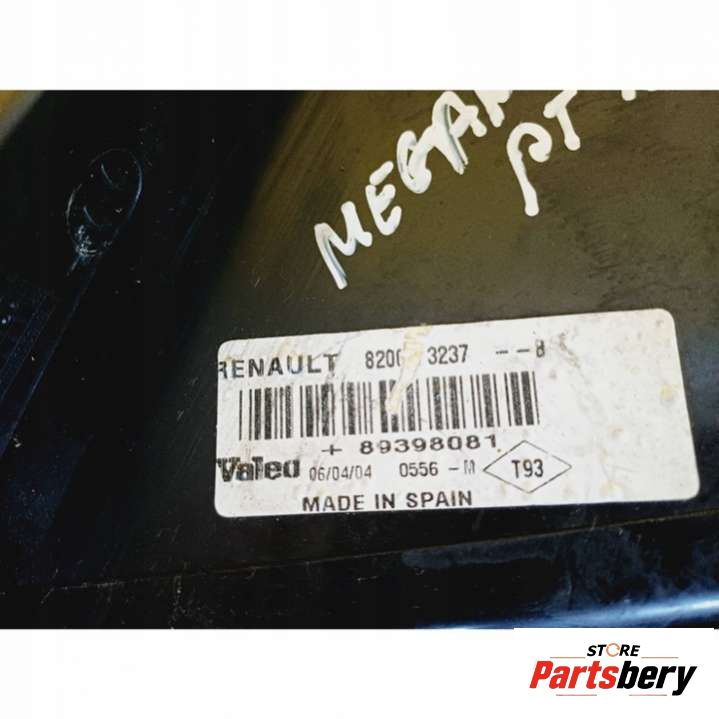 MEGAN
PT
RENAULT 820 3237 --B
+ 89398081
Valeo 06/04/04 0556-M T93
MADE IN SPAIN
STORE
Partsbery